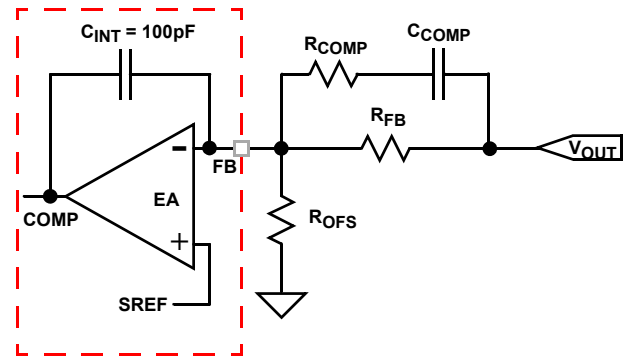 CINT = 100pF
RCOMP
CCOMP
RFB
VOUT
-
FB
EA
COMP
ROFS
+
SREF